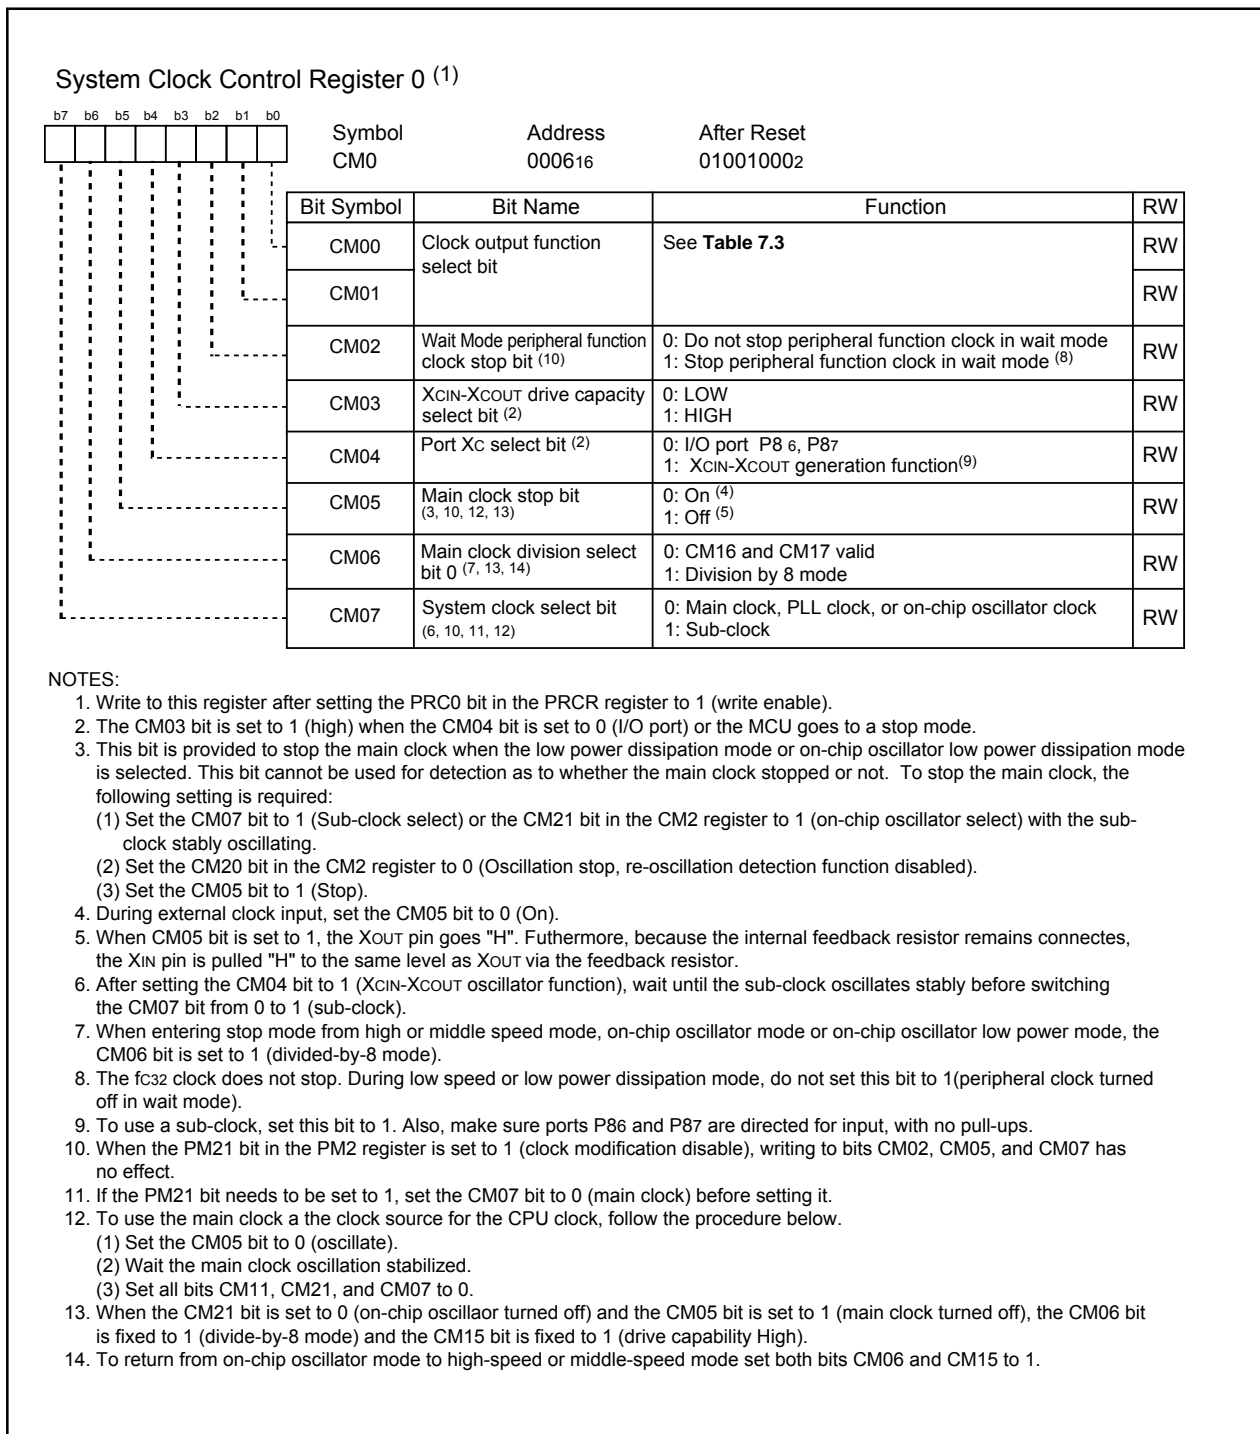 System Clock Control Register 0 (1)
b7 b6 b5 b4 b3 b2 b1 b0
Symbol Address After Reset
CM0 000616 010010002
Bit Symbol Bit Name Function RW
CM00 Clock output function select bit See Table 7.3 RW
CM01 RW
CM02 Wait Mode peripheral function clock stop bit (10) 0: Do not stop peripheral function clock in wait mode RW
1: Stop peripheral function clock in wait mode (8)
CM03 XCIN-XCOUT drive capacity select bit (2) 0: LOW RW
1: HIGH
CM04 Port XC select bit (2) 0: I/O port P8 6, P87 RW
1: XCIN-XCOUT generation function(9)
CM05 Main clock stop bit (3, 10, 12, 13) 0: On (4) RW
1: Off (5)
CM06 Main clock division select bit 0 (7, 13, 14) 0: CM16 and CM17 valid RW
1: Division by 8 mode
CM07 System clock select bit (6, 10, 11, 12) 0: Main clock, PLL clock, or on-chip oscillator clock RW
1: Sub-clock
NOTES:
1. Write to this register after setting the PRC0 bit in the PRCR register to 1 (write enable).
2. The CM03 bit is set to 1 (high) when the CM04 bit is set to 0 (I/O port) or the MCU goes to a stop mode.
3. This bit is provided to stop the main clock when the low power dissipation mode or on-chip oscillator low power dissipation mode
is selected. This bit cannot be used for detection as to whether the main clock stopped or not. To stop the main clock, the
following setting is required:
(1) Set the CM07 bit to 1 (Sub-clock select) or the CM21 bit in the CM2 register to 1 (on-chip oscillator select) with the sub-
clock stably oscillating.
(2) Set the CM20 bit in the CM2 register to 0 (Oscillation stop, re-oscillation detection function disabled).
(3) Set the CM05 bit to 1 (Stop).
4. During external clock input, set the CM05 bit to 0 (On).
5. When CM05 bit is set to 1, the XOUT pin goes "H". Futhermore, because the internal feedback resistor remains connectes,
the XIN pin is pulled "H" to the same level as XOUT via the feedback resistor.
6. After setting the CM04 bit to 1 (XCIN-XCOUT oscillator function), wait until the sub-clock oscillates stably before switching
the CM07 bit from 0 to 1 (sub-clock).
7. When entering stop mode from high or middle speed mode, on-chip oscillator mode or on-chip oscillator low power mode, the
CM06 bit is set to 1 (divided-by-8 mode).
8. The fC32 clock does not stop. During low speed or low power dissipation mode, do not set this bit to 1(peripheral clock turned
off in wait mode).
9. To use a sub-clock, set this bit to 1. Also, make sure ports P86 and P87 are directed for input, with no pull-ups.
10. When the PM21 bit in the PM2 register is set to 1 (clock modification disable), writing to bits CM02, CM05, and CM07 has
no effect.
11. If the PM21 bit needs to be set to 1, set the CM07 bit to 0 (main clock) before setting it.
12. To use the main clock a the clock source for the CPU clock, follow the procedure below.
(1) Set the CM05 bit to 0 (oscillate).
(2) Wait the main clock oscillation stabilized.
(3) Set all bits CM11, CM21, and CM07 to 0.
13. When the CM21 bit is set to 0 (on-chip oscillaor turned off) and the CM05 bit is set to 1 (main clock turned off), the CM06 bit
is fixed to 1 (divide-by-8 mode) and the CM15 bit is fixed to 1 (drive capability High).
14. To return from on-chip oscillator mode to high-speed or middle-speed mode set both bits CM06 and CM15 to 1.